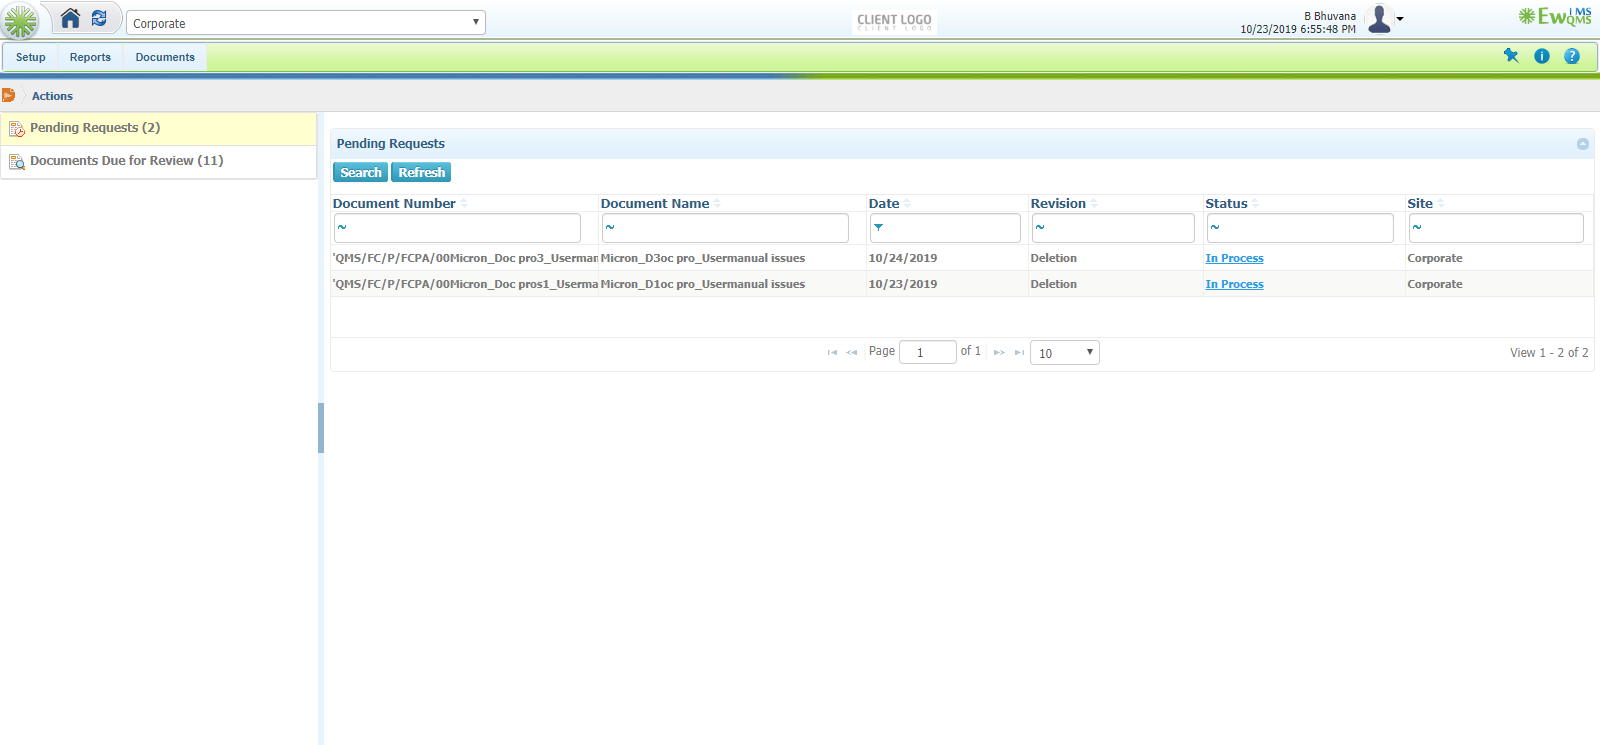 Corporate
CLIENT LOGO
CLIENT LOGO
B Bhuvana
10/23/2019 6:55:48 PM
EwQMS
LMS
Setup Reports Documents
Actions
Pending Requests (2)
Documents Due for Review (11)
Pending Requests
Search Refresh
Document Number Document Name Date Revision Status Site
~ ~ ~ ~ ~
'QMS/FC/P/FCPA/00Micron_Doc pro3_Userman Micron_D3oc pro_Usermanual issues 10/24/2019 Deletion In Process Corporate
'QMS/FC/P/FCPA/00Micron_Doc pros1_Userma Micron_D1oc pro_Usermanual issues 10/23/2019 Deletion In Process Corporate
Page 1 of 1 10 View 1 - 2 of 2